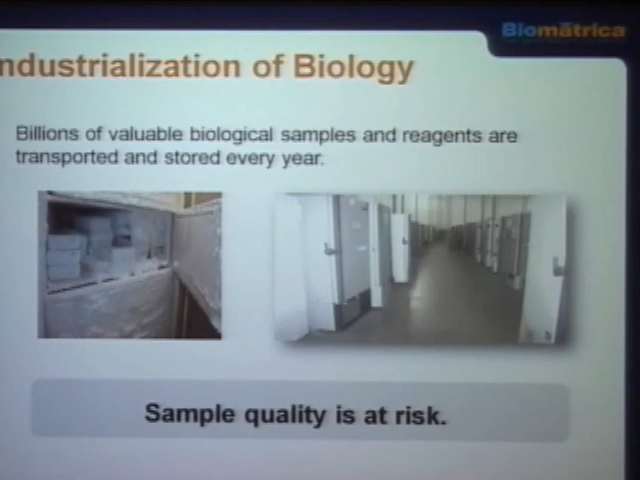 Biomātrica
ndustrialization of Biology
Billions of valuable biological samples and reagents are
transported and stored every year.
Sample quality is at risk.